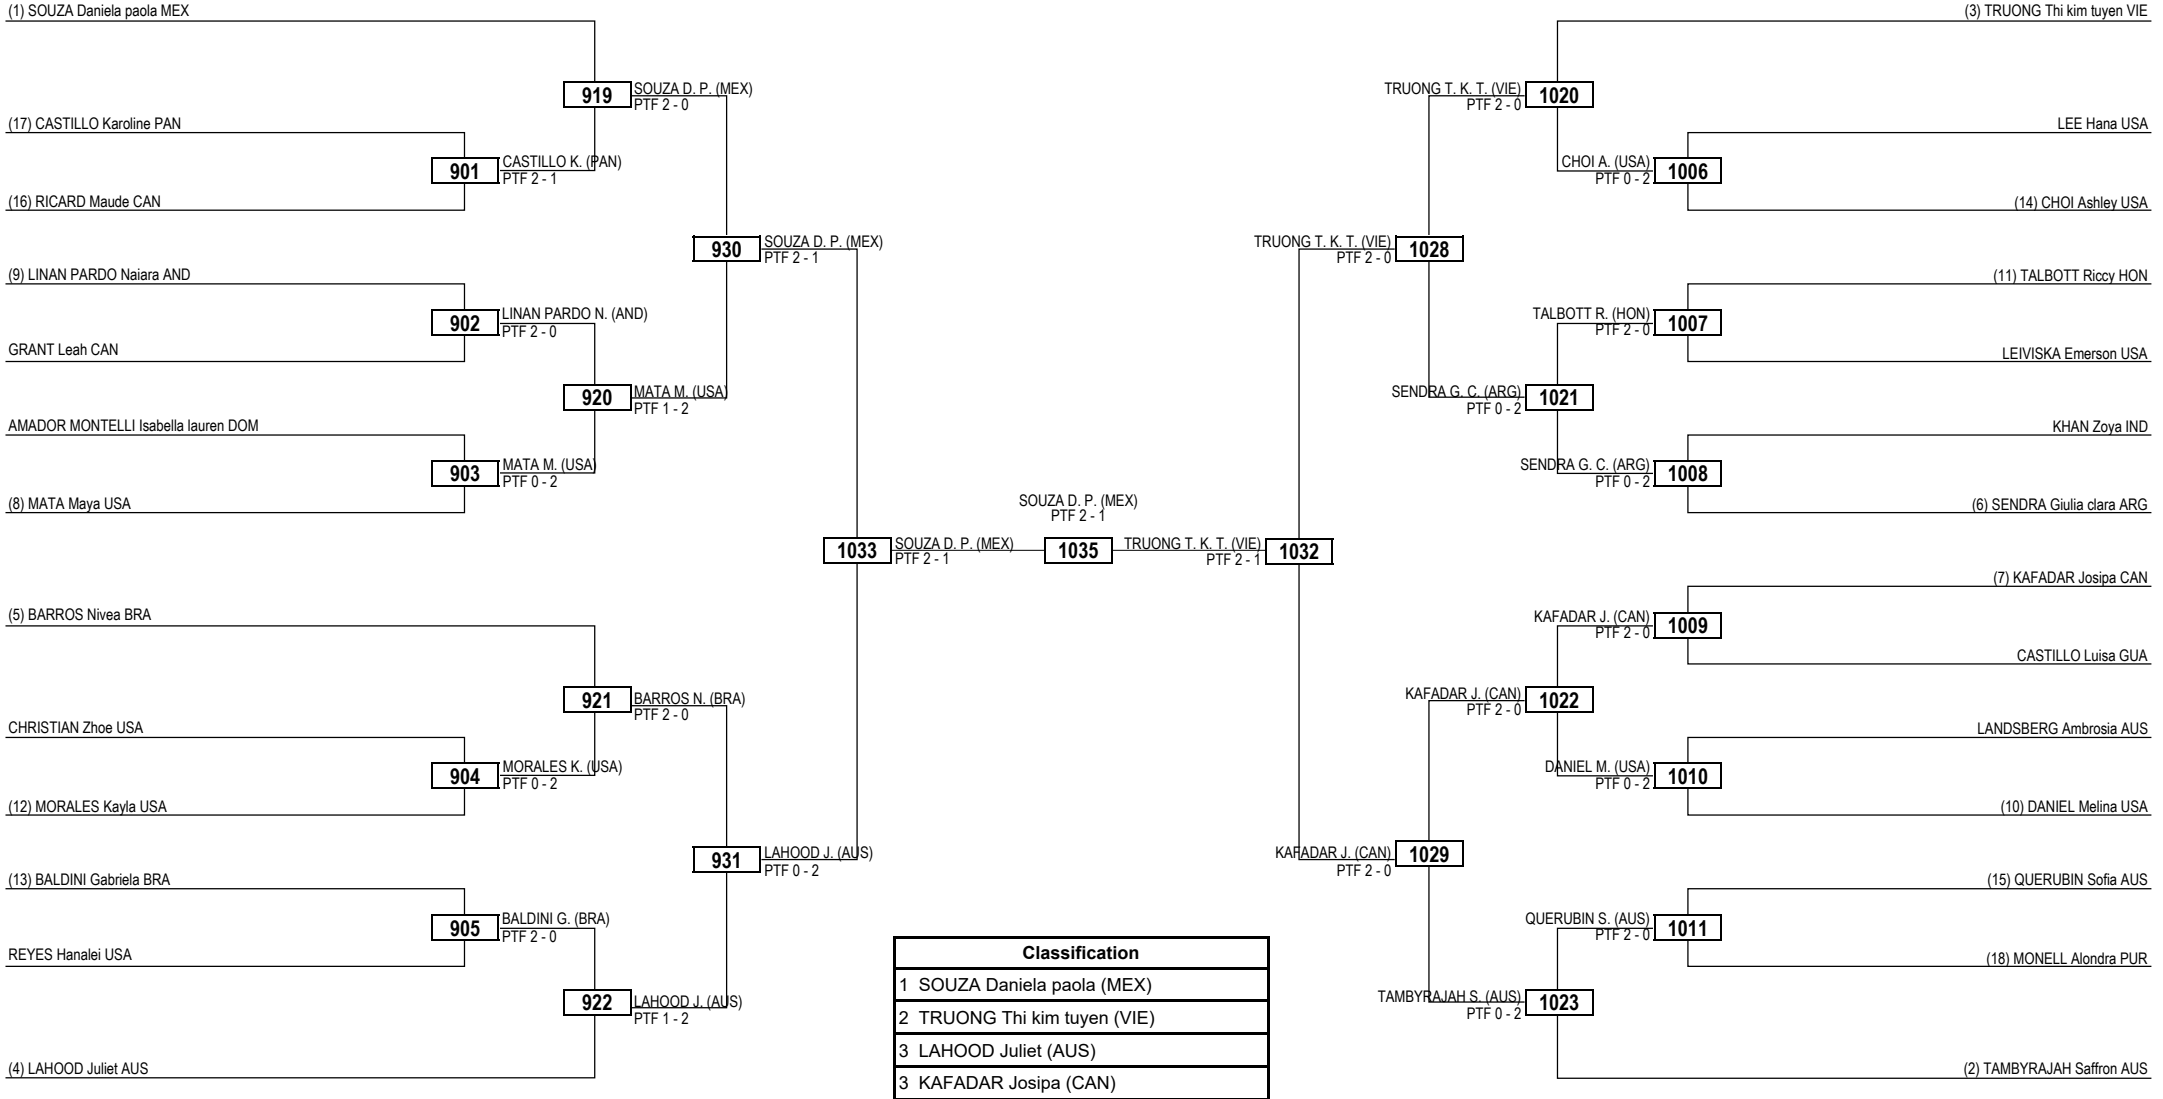 (1) SOUZA Daniela paola MEX
919
SOUZA D. P. (MEX)
PTF 2 - 0
(17) CASTILLO Karoline PAN
901
CASTILLO K. (PAN)
PTF 2 - 1
(16) RICARD Maude CAN
930
SOUZA D. P. (MEX)
PTF 2 - 1
(9) LINAN PARDO Naiara AND
902
LINAN PARDO N. (AND)
PTF 2 - 0
GRANT Leah CAN
920
MATA M. (USA)
PTF 1 - 2
AMADOR MONTELLI Isabella lauren DOM
903
MATA M. (USA)
PTF 0 - 2
(8) MATA Maya USA
1033
SOUZA D. P. (MEX)
PTF 2 - 1
(5) BARROS Nivea BRA
921
BARROS N. (BRA)
PTF 2 - 0
CHRISTIAN Zhoe USA
904
MORALES K. (USA)
PTF 0 - 2
(12) MORALES Kayla USA
931
LAHOOD J. (AUS)
PTF 0 - 2
(13) BALDINI Gabriela BRA
905
BALDINI G. (BRA)
PTF 2 - 0
REYES Hanalei USA
922
LAHOOD J. (AUS)
PTF 1 - 2
(4) LAHOOD Juliet AUS
SOUZA D. P. (MEX)
PTF 2 - 1
1035
(3) TRUONG Thi kim tuyen VIE
TRUONG T. K. T. (VIE)
PTF 2 - 0
1020
LEE Hana USA
CHOI A. (USA)
PTF 0 - 2
1006
(14) CHOI Ashley USA
TRUONG T. K. T. (VIE)
PTF 2 - 0
1028
(11) TALBOTT Riccy HON
TALBOTT R. (HON)
PTF 2 - 0
1007
LEIVISKA Emerson USA
SENDRA G. C. (ARG)
PTF 0 - 2
1021
KHAN Zoya IND
SENDRA G. C. (ARG)
PTF 0 - 2
1008
(6) SENDRA Giulia clara ARG
TRUONG T. K. T. (VIE)
PTF 2 - 1
1032
(7) KAFADAR Josipa CAN
KAFADAR J. (CAN)
PTF 2 - 0
1009
CASTILLO Luisa GUA
KAFADAR J. (CAN)
PTF 2 - 0
1022
LANDSBERG Ambrosia AUS
DANIEL M. (USA)
PTF 0 - 2
1010
(10) DANIEL Melina USA
KAFADAR J. (CAN)
PTF 2 - 0
1029
(15) QUERUBIN Sofia AUS
QUERUBIN S. (AUS)
PTF 2 - 0
1011
(18) MONELL Alondra PUR
TAMBYRAJAH S. (AUS)
PTF 0 - 2
1023
(2) TAMBYRAJAH Saffron AUS
Classification
1 SOUZA Daniela paola (MEX)
2 TRUONG Thi kim tuyen (VIE)
3 LAHOOD Juliet (AUS)
3 KAFADAR Josipa (CAN)